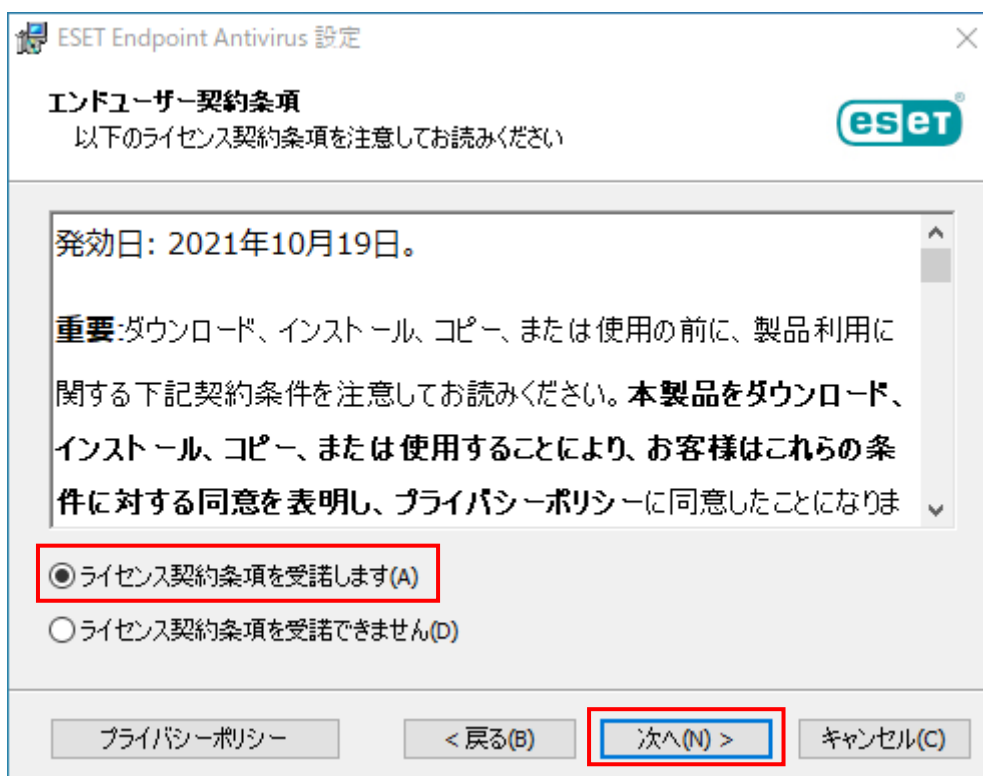 ESET Endpoint Antivirus 設定
エンドユーザー契約条項
以下のライセンス契約条項を注意してお読みください
eseT®
発効日: 2021年10月19日。
重要:ダウンロード、インストール、コピー、または使用の前に、製品利用に
関する下記契約条件を注意してお読みください。本製品をダウンロード、
インストール、コピー、または使用することにより、お客様はこれらの条
件に対する同意を表明し、プライバシーポリシーに同意したことになりま
ライセンス契約条項を受諾します(A)
ライセンス契約条項を受諾できません(D)
プライバシーポリシー
< 戻る(B)
次へ(N) >
キャンセル(C)